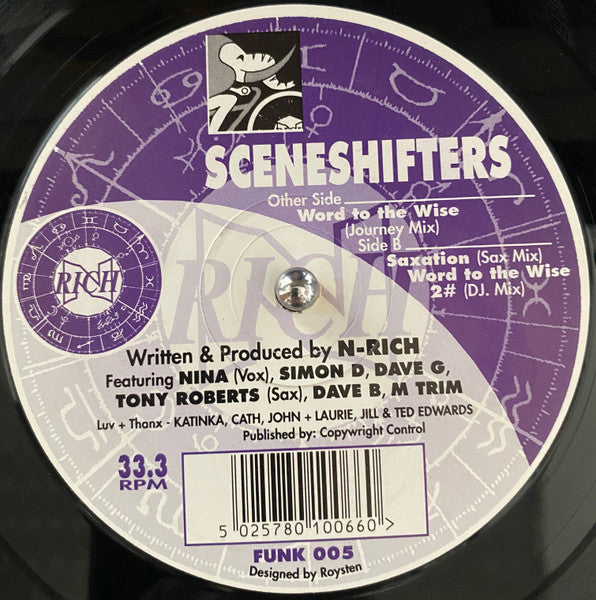 SCENESHIFTERS
Other Side
Word to the Wise
(Journey Mix)
Side B
Saxation (Sax Mix)
Word to the Wise
2# (DJ. Mix)
RICH
RICH
Written & Produced by N-RICH
Featuring NINA (Vox), SIMON D, DAVE G,
TONY ROBERTS (Sax), DAVE B, M TRIM
Luv + Thanx - KATINKA, CATH, JOHN + LAURIE, JILL & TED EDWARDS
Published by: Copywright Control
33.3
RPM
5 025780 100660 >
FUNK 005
Designed by Roysten